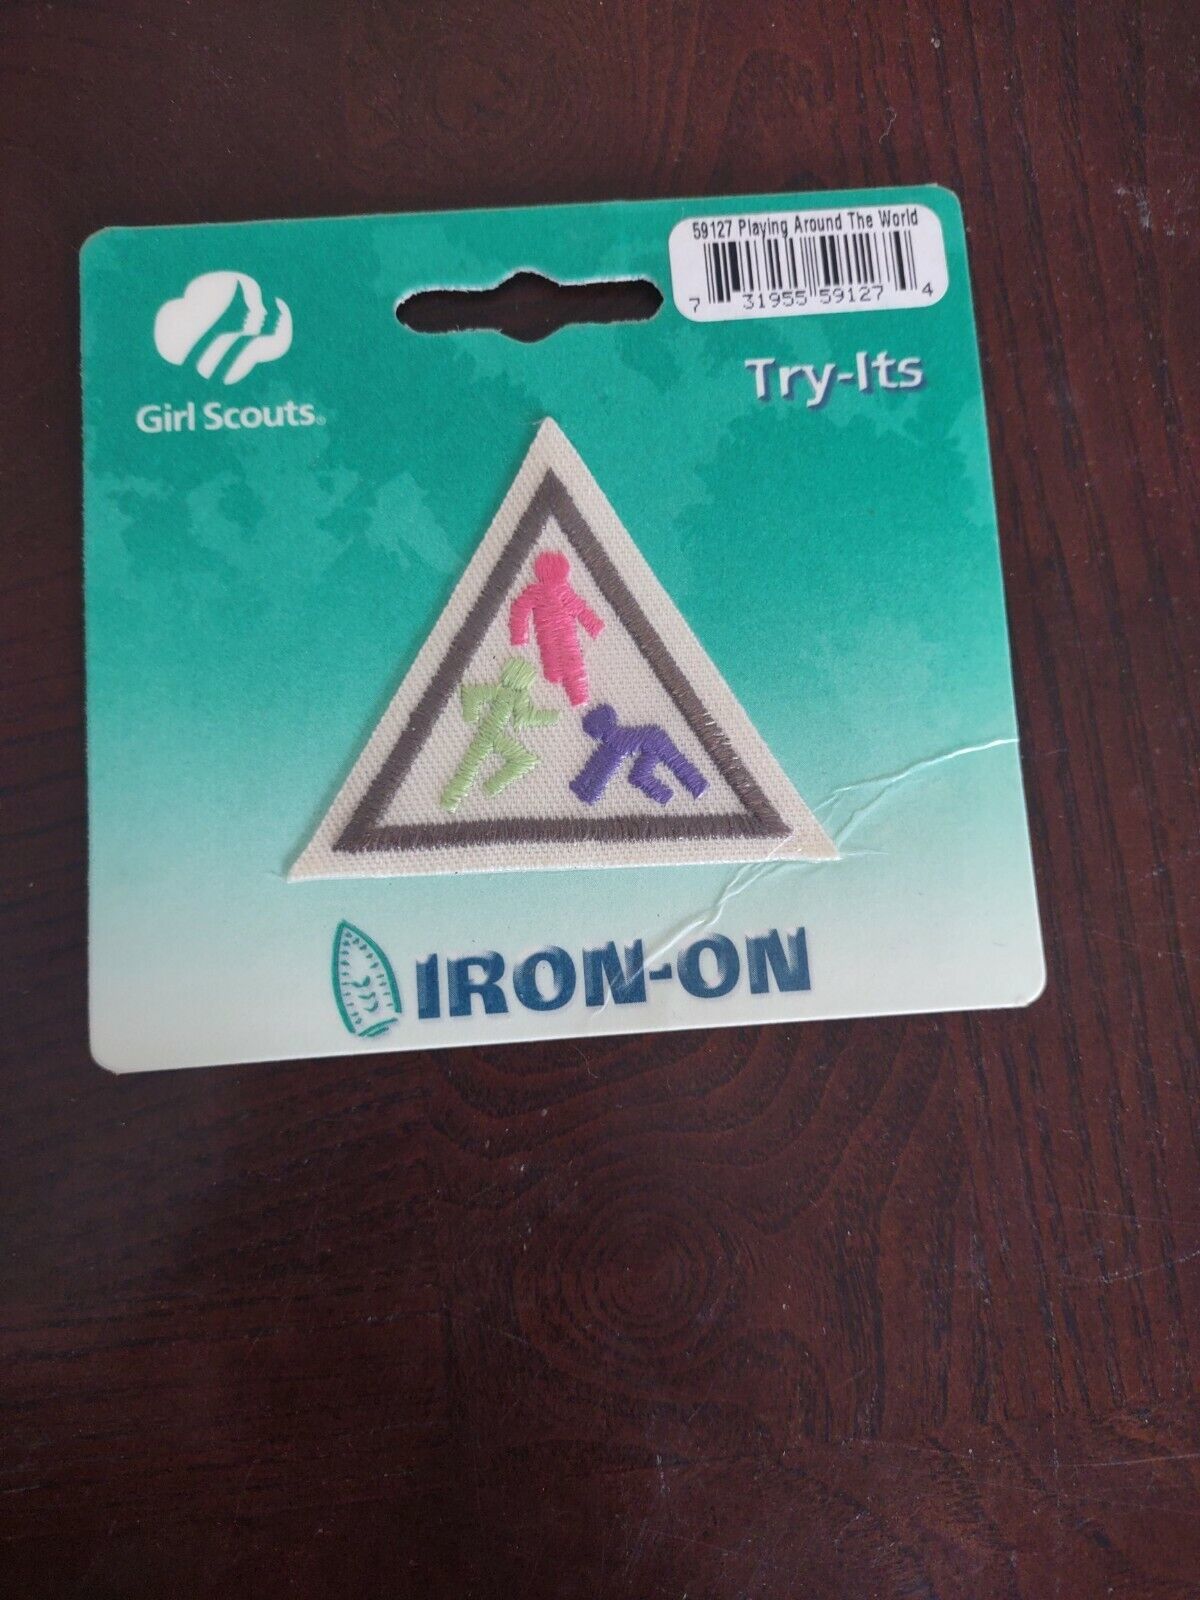 59127 Playing Around The World
7 31955 59127 4
Girl Scouts®
Try-Its
IRON-ON